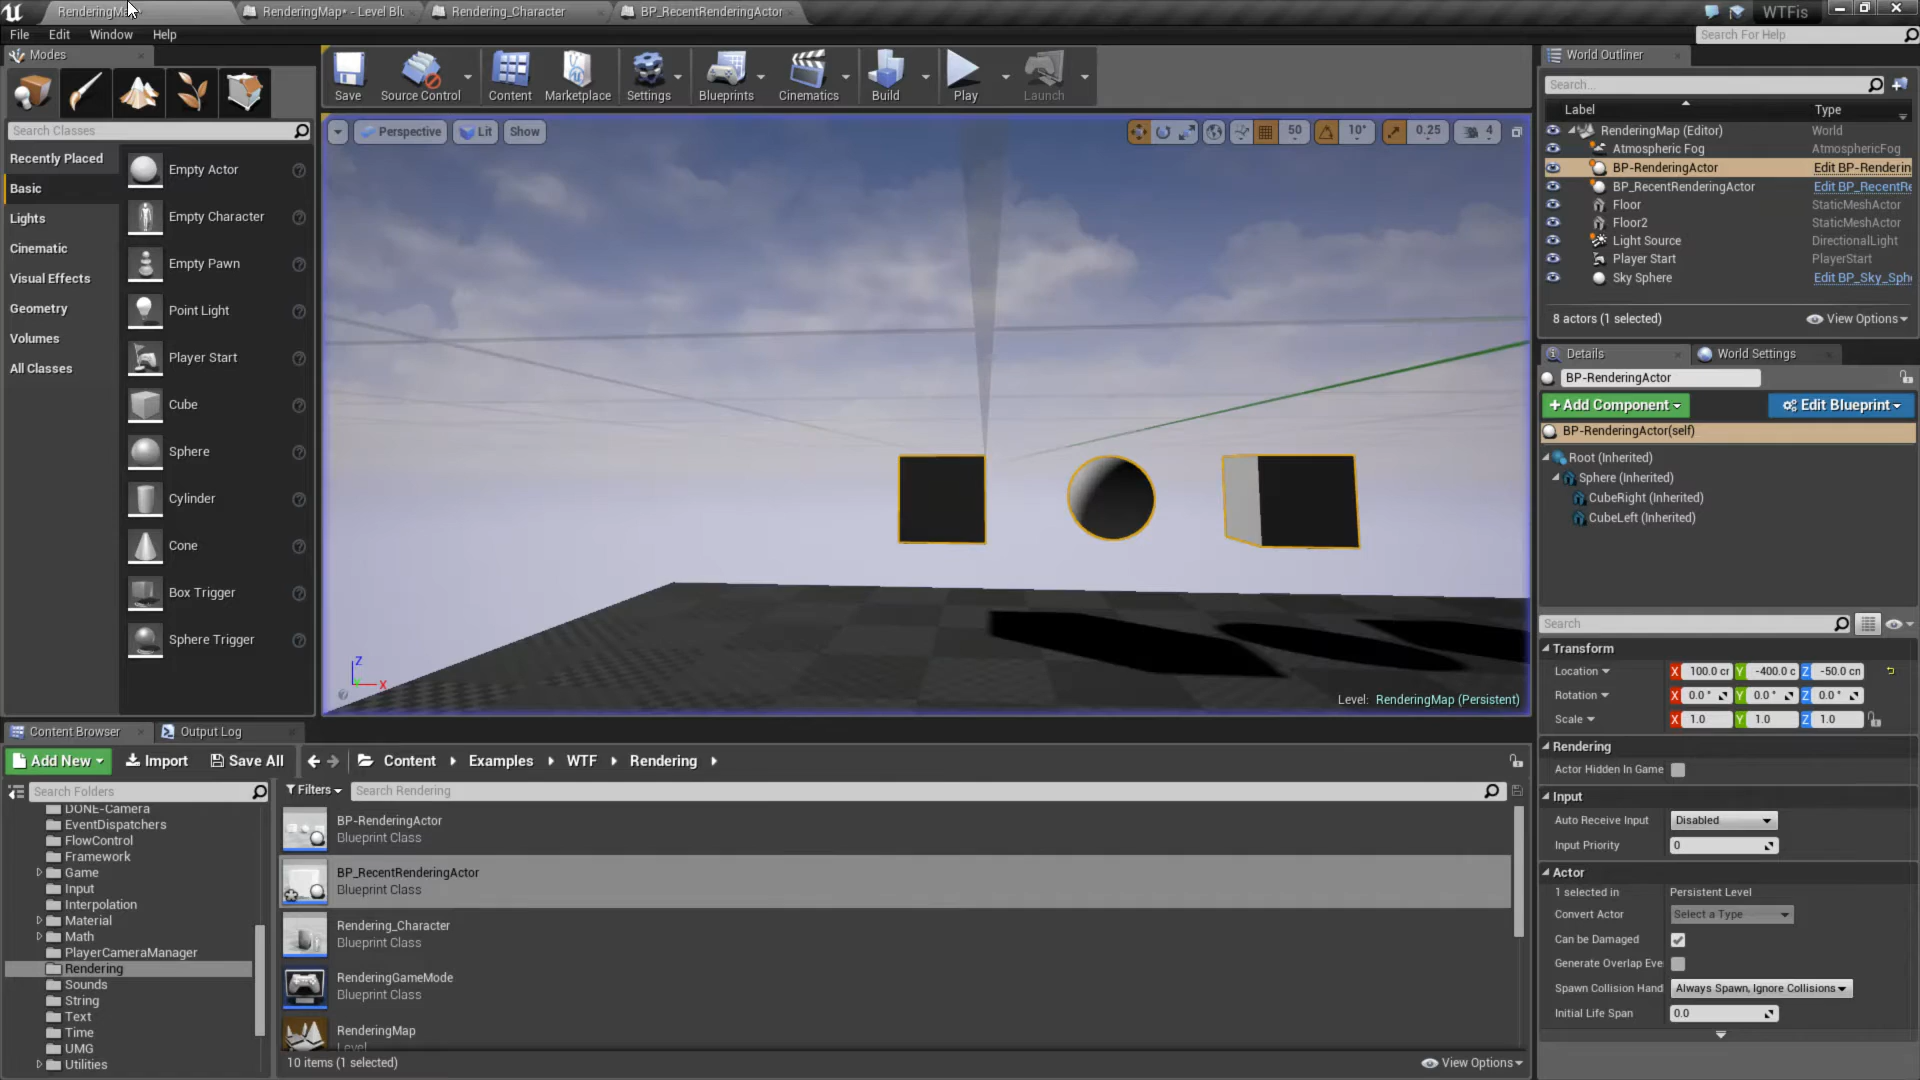 RenderingMap
RenderingMap* - Level Blu
Rendering_Character
BP_RecentRenderingActor
WTFis
File
Edit
Window
Help
Search For Help
Modes
Save
Source Control
Content
Marketplace
Settings
Blueprints
Cinematics
Build
Play
Launch
Search Classes
Recently Placed
Basic
Lights
Cinematic
Visual Effects
Geometry
Volumes
All Classes
Empty Actor
Empty Character
Empty Pawn
Point Light
Player Start
Cube
Sphere
Cylinder
Cone
Box Trigger
Sphere Trigger
Perspective
Lit
Show
50
10°
0.25
4
Z
X
Level: RenderingMap (Persistent)
World Outliner
Search...
Label
Type
RenderingMap (Editor)
World
Atmospheric Fog
AtmosphericFog
BP-RenderingActor
Edit BP-Renderin
BP_RecentRenderingActor
Edit BP_RecentRe
Floor
StaticMeshActor
Floor2
StaticMeshActor
Light Source
DirectionalLight
Player Start
PlayerStart
Sky Sphere
Edit BP_Sky_Sph
8 actors (1 selected)
View Options
Details
World Settings
BP-RenderingActor
+Add Component
Edit Blueprint
BP-RenderingActor(self)
Root (Inherited)
Sphere (Inherited)
CubeRight (Inherited)
CubeLeft (Inherited)
Search
Transform
Location
X 100.0 cm Y -400.0 c Z -50.0 cm
Rotation
X 0.0 ° Y 0.0 ° Z 0.0 °
Scale
X 1.0 Y 1.0 Z 1.0
Rendering
Actor Hidden In Game
Input
Auto Receive Input
Disabled
Input Priority
0
Actor
1 selected in
Persistent Level
Convert Actor
Select a Type
Can be Damaged
Generate Overlap Eve
Spawn Collision Hand
Always Spawn, Ignore Collisions
Initial Life Span
0.0
Content Browser
Output Log
Add New
Import
Save All
Content
Examples
WTF
Rendering
Search Folders
Filters
Search Rendering
DONE-Camera
EventDispatchers
FlowControl
Framework
Game
Input
Interpolation
Material
Math
PlayerCameraManager
Rendering
Sounds
String
Text
Time
UMG
Utilities
BP-RenderingActor
Blueprint Class
BP_RecentRenderingActor
Blueprint Class
Rendering_Character
Blueprint Class
RenderingGameMode
Blueprint Class
RenderingMap
Level
10 items (1 selected)
View Options